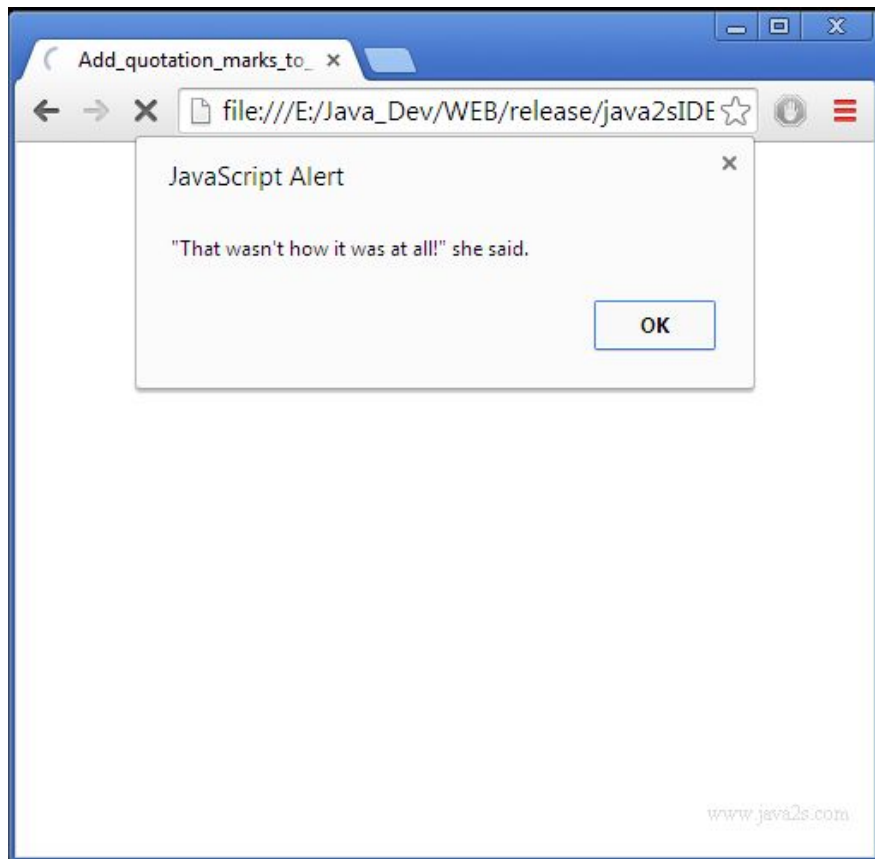 Add_quotation_marks_to_
file:///E:/Java_Dev/WEB/release/java2sIDE
JavaScript Alert
"That wasn't how it was at all!" she said.
OK
www.java2s.com